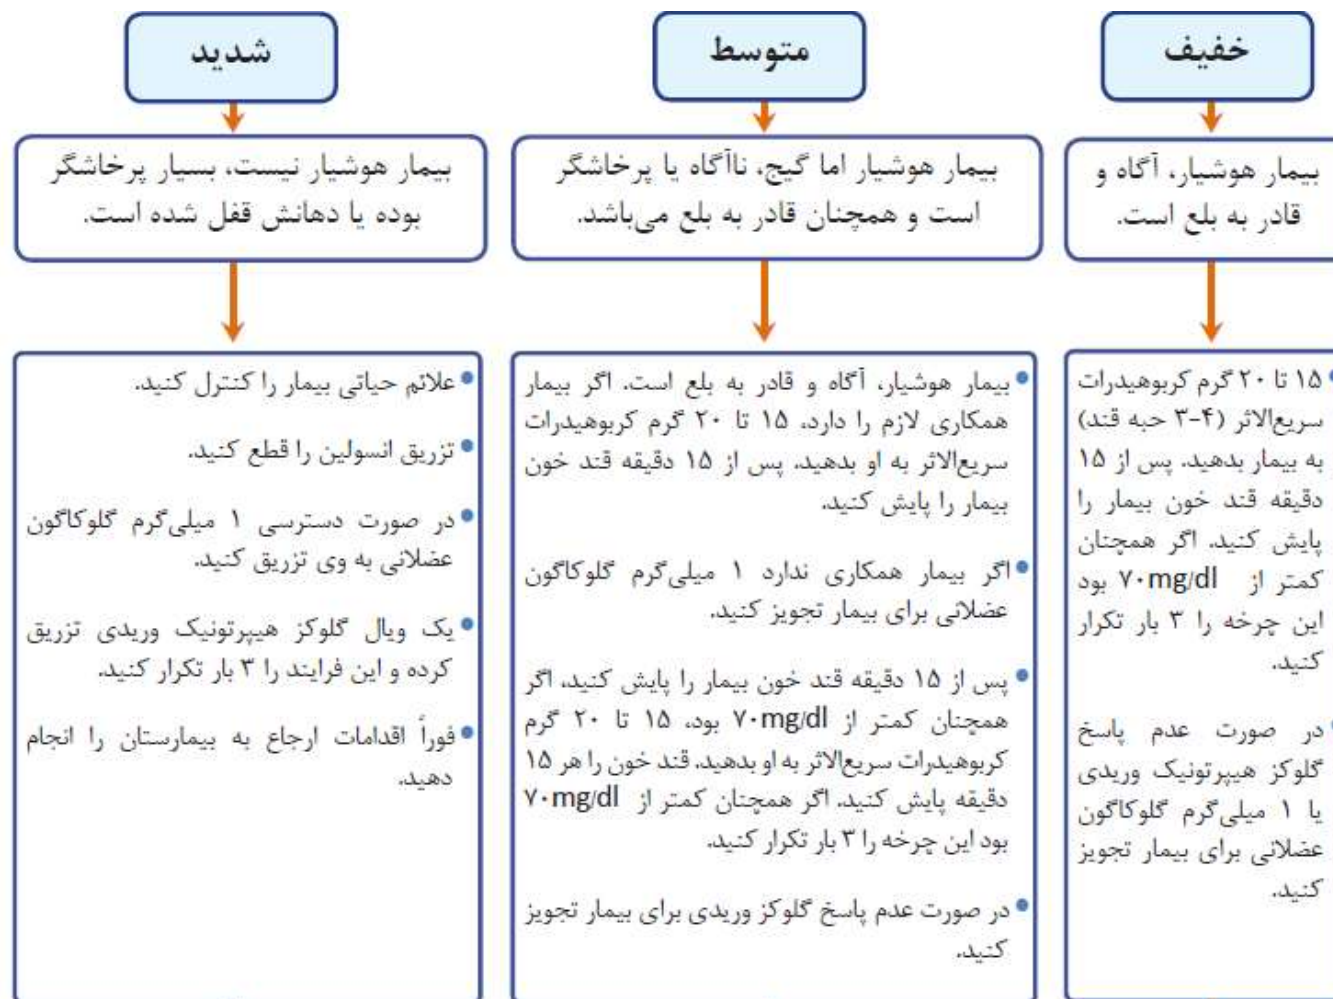 خفیف
بیمار هوشیار، آگاه و
قادر به بلع است.
۱۵ تا ۲۰ گرم کربوهیدرات
سریع‌الاثر (۴-۳ حبه قند)
به بیمار بدهید. پس از ۱۵
دقیقه قند خون بیمار را
پایش کنید. اگر همچنان
کمتر از ۷۰mg/dl بود
این چرخه را ۳ بار تکرار
کنید.
در صورت عدم پاسخ
گلوکز هیپرتونیک وریدی
یا ۱ میلی‌گرم گلوکاگون
عضلانی برای بیمار تجویز
کنید.
متوسط
بیمار هوشیار اما گیج، ناآگاه یا پرخاشگر
است و همچنان قادر به بلع می‌باشد.
بیمار هوشیار، آگاه و قادر به بلع است. اگر بیمار
همکاری لازم را دارد، ۱۵ تا ۲۰ گرم کربوهیدرات
سریع‌الاثر به او بدهید. پس از ۱۵ دقیقه قند خون
بیمار را پایش کنید.
اگر بیمار همکاری ندارد ۱ میلی‌گرم گلوکاگون
عضلانی برای بیمار تجویز کنید.
پس از ۱۵ دقیقه قند خون بیمار را پایش کنید، اگر
همچنان کمتر از ۷۰mg/dl بود، ۱۵ تا ۲۰ گرم
کربوهیدرات سریع‌الاثر به او بدهید. قند خون را هر ۱۵
دقیقه پایش کنید. اگر همچنان کمتر از ۷۰mg/dl
بود این چرخه را ۳ بار تکرار کنید.
در صورت عدم پاسخ گلوکز وریدی برای بیمار تجویز
کنید.
شدید
بیمار هوشیار نیست، بسیار پرخاشگر
بوده یا دهانش قفل شده است.
علائم حیاتی بیمار را کنترل کنید.
تزریق انسولین را قطع کنید.
در صورت دسترسی ۱ میلی‌گرم گلوکاگون
عضلانی به وی تزریق کنید.
یک ویال گلوکز هیپرتونیک وریدی تزریق
کرده و این فرایند را ۳ بار تکرار کنید.
فوراً اقدامات ارجاع به بیمارستان را انجام
دهید.